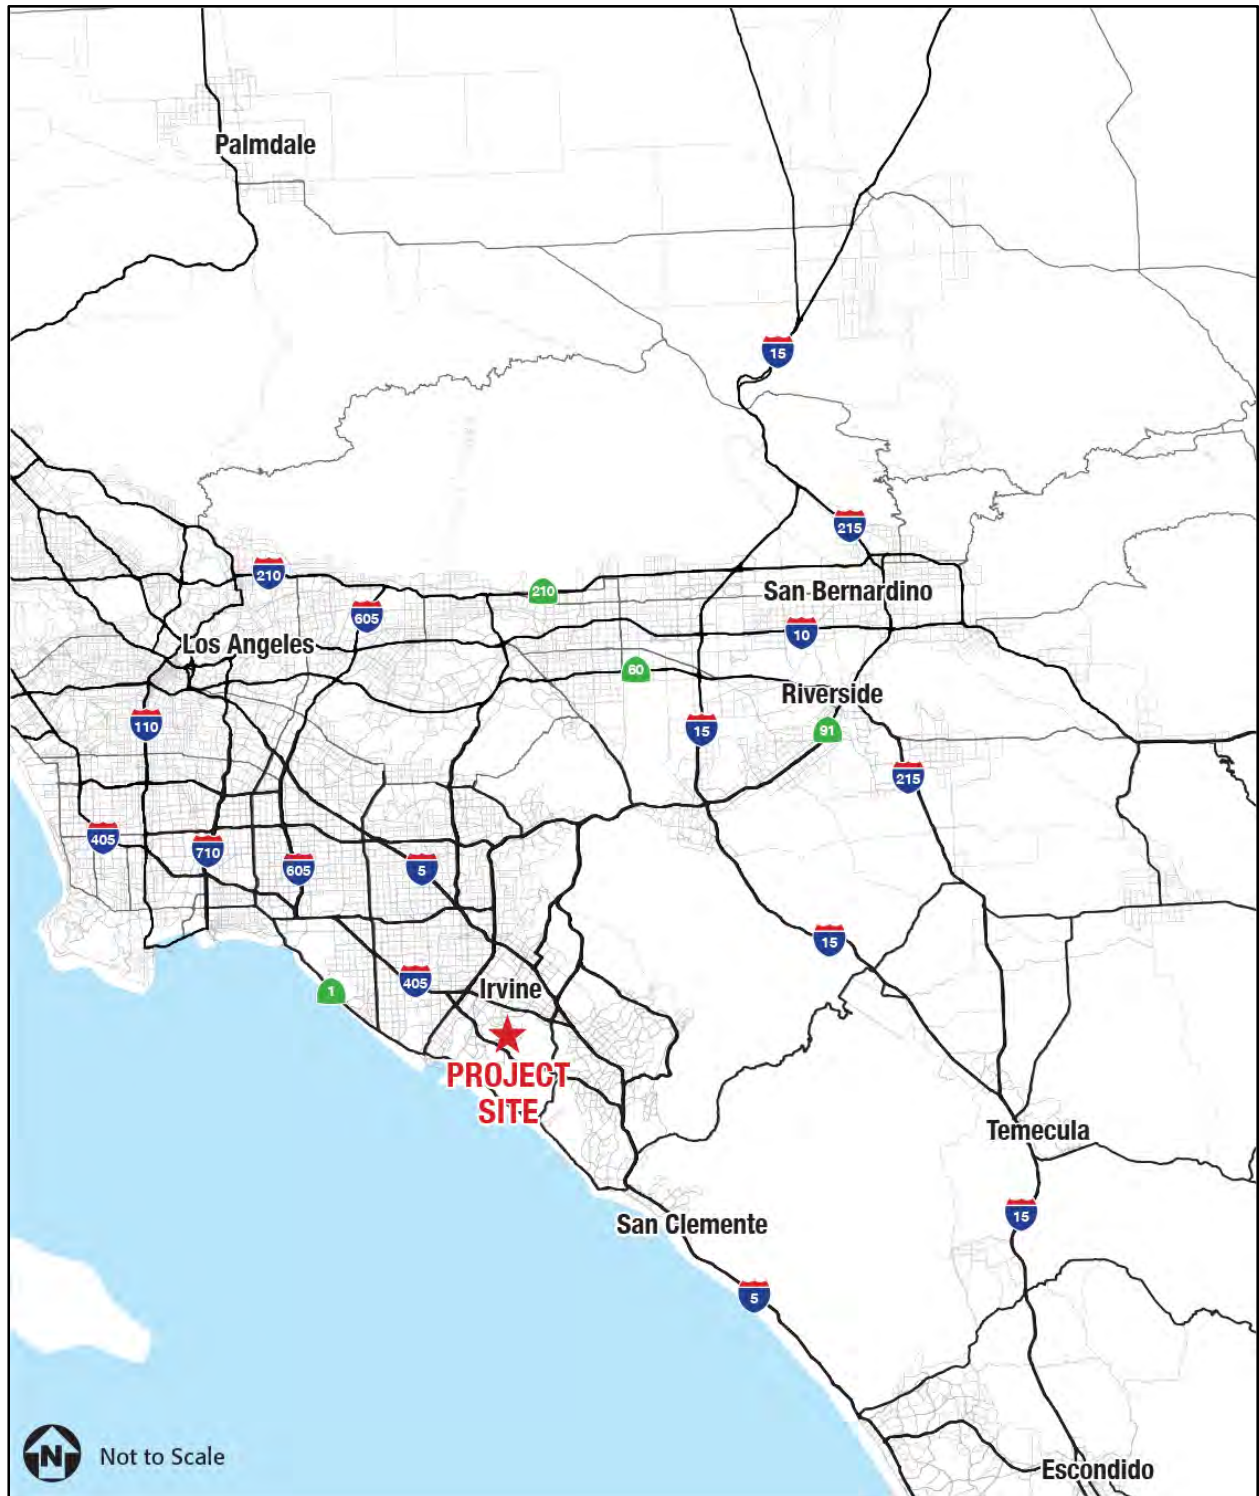 Palmdale
15
215
210
210
San Bernardino
605
10
Los Angeles
60
Riverside
110
15
91
215
405
710
605
5
15
405
Irvine
1
PROJECT
SITE
Temecula
15
San Clemente
5
N
Not to Scale
Escondido